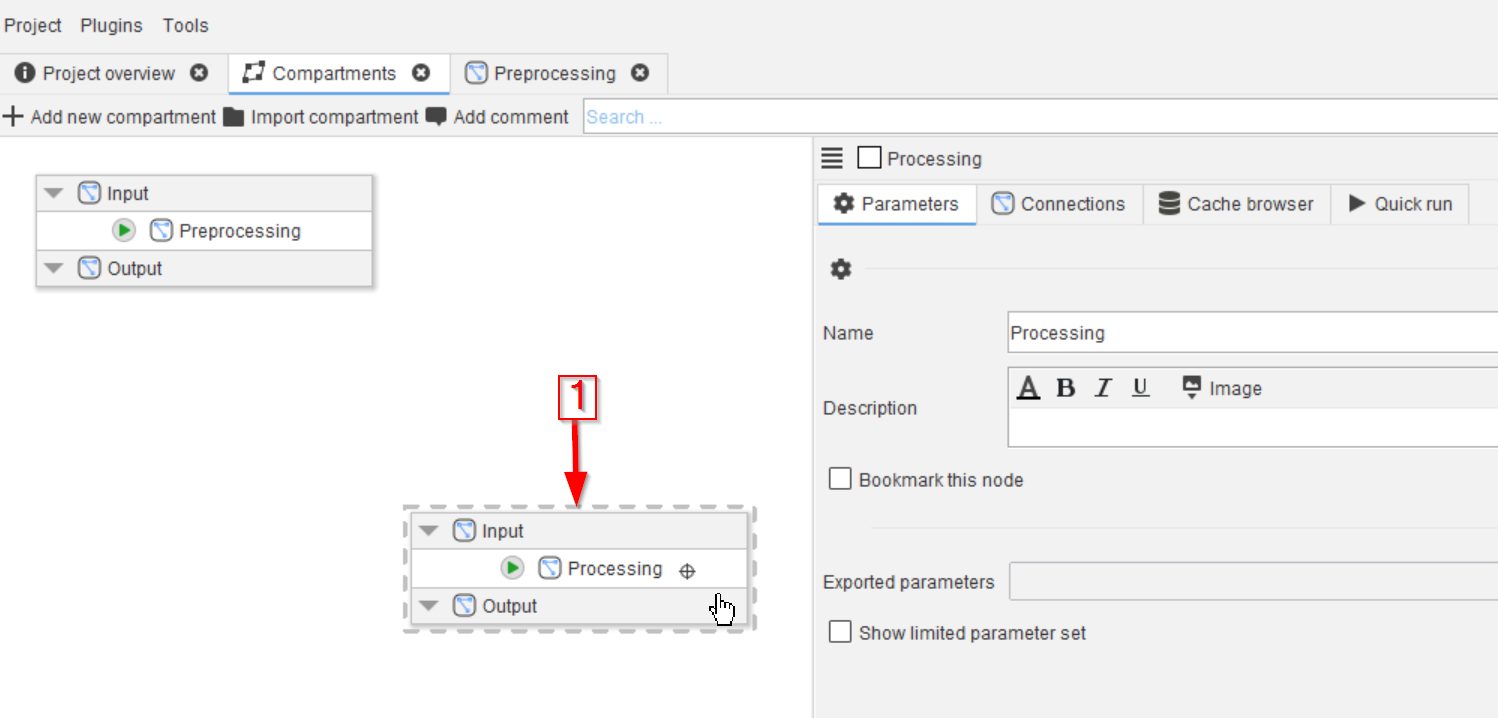 Project Plugins Tools
Project overview Compartments Preprocessing
Add new compartment Import compartment Add comment Search ...
Processing
Parameters Connections Cache browser Quick run
Input
Preprocessing
Output
Name Processing
Description A B I U Image
Bookmark this node
1
Input
Processing
Output
Exported parameters
Show limited parameter set